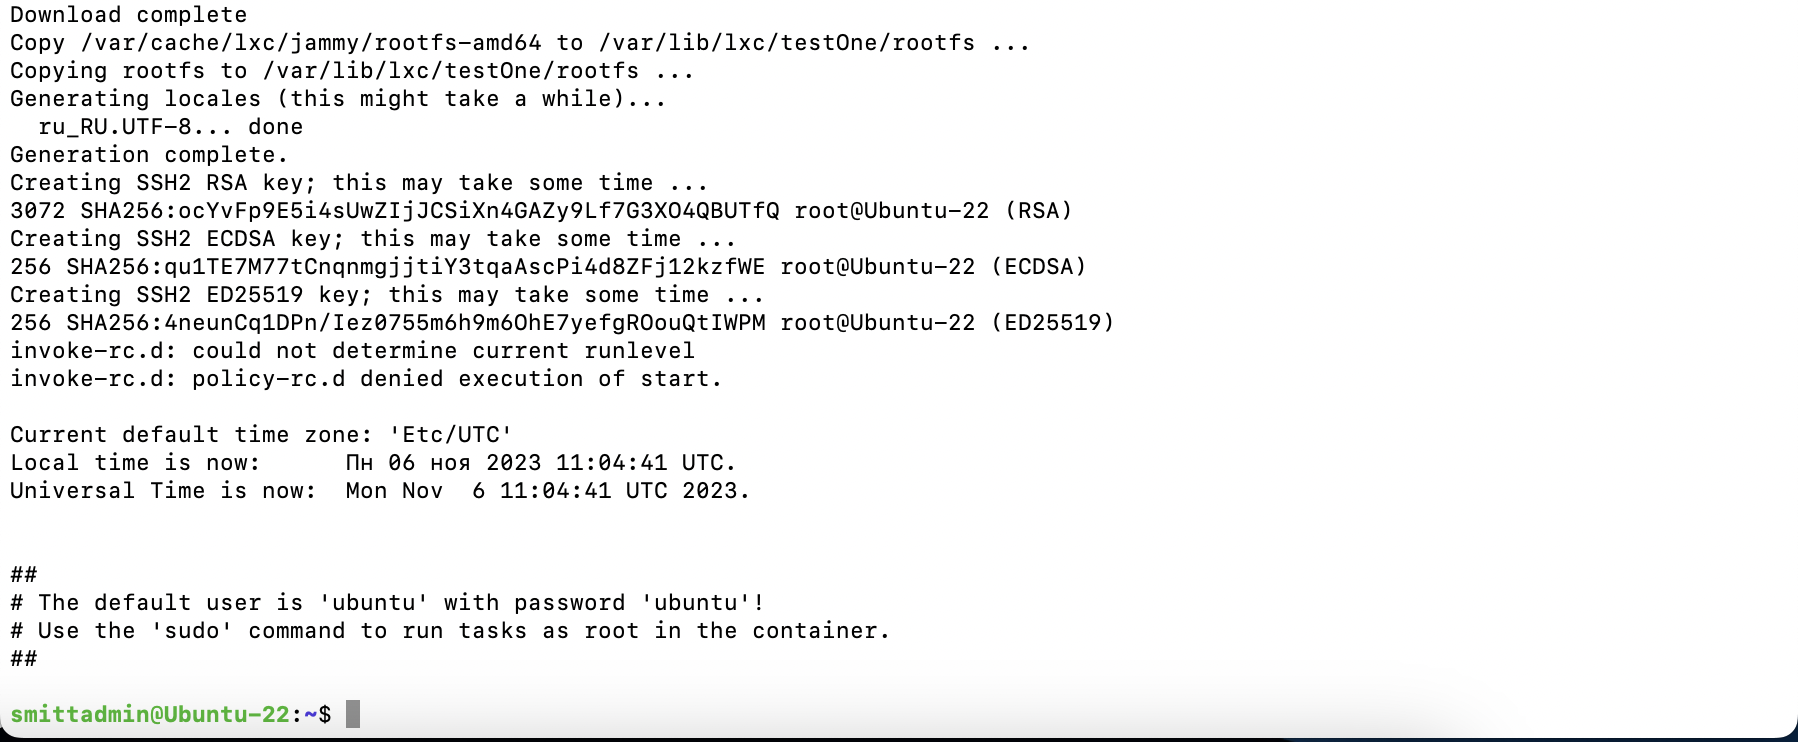 Download complete
Copy /var/cache/lxc/jammy/rootfs-amd64 to /var/lib/lxc/testOne/rootfs ...
Copying rootfs to /var/lib/lxc/testOne/rootfs ...
Generating locales (this might take a while)...
  ru_RU.UTF-8... done
Generation complete.
Creating SSH2 RSA key; this may take some time ...
3072 SHA256:ocYvFp9E5i4sUwZIjJCSiXn4GAZy9Lf7G3XO4QBUTfQ root@Ubuntu-22 (RSA)
Creating SSH2 ECDSA key; this may take some time ...
256 SHA256:qu1TE7M77tCnqnmgjjtiY3tqaAscPi4d8ZFj12kzfWE root@Ubuntu-22 (ECDSA)
Creating SSH2 ED25519 key; this may take some time ...
256 SHA256:4neunCq1DPn/Iez0755m6h9m6OhE7yefgROouQtIWPM root@Ubuntu-22 (ED25519)
invoke-rc.d: could not determine current runlevel
invoke-rc.d: policy-rc.d denied execution of start.

Current default time zone: 'Etc/UTC'
Local time is now:      Пн 06 ноя 2023 11:04:41 UTC.
Universal Time is now:  Mon Nov  6 11:04:41 UTC 2023.


##
# The default user is 'ubuntu' with password 'ubuntu'!
# Use the 'sudo' command to run tasks as root in the container.
##

smittadmin@Ubuntu-22:~$